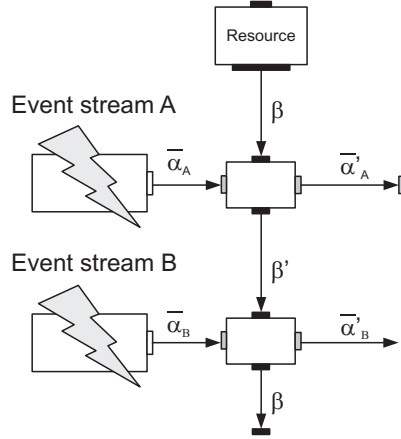 Resource
β
Event stream A
ᾱ_A
ᾱ'_A
β'
Event stream B
ᾱ_B
ᾱ'_B
β